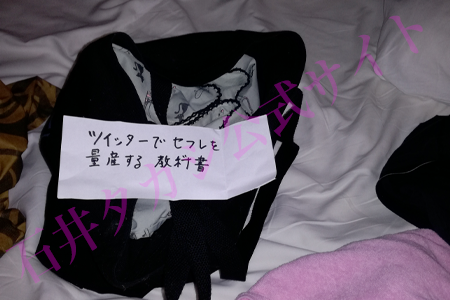 ツイッターでセフレを
量産する 教科書
石井タカシ公式サイト